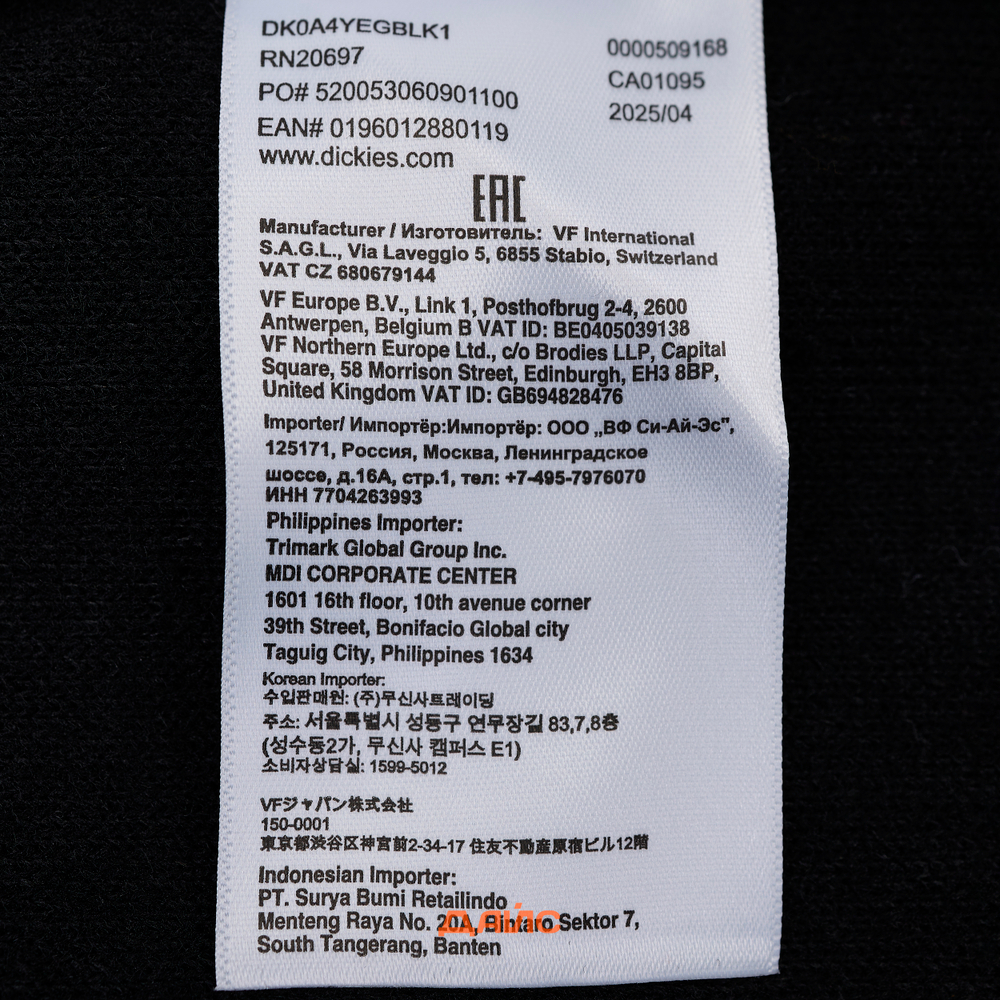 DK0A4YEGBLK1
RN20697
PO# 520053060901100
EAN# 0196012880119
www.dickies.com
0000509168
CA01095
2025/04
EAC
Manufacturer / Изготовитель: VF International
S.A.G.L., Via Laveggio 5, 6855 Stabio, Switzerland
VAT CZ 680679144
VF Europe B.V., Link 1, Posthofbrug 2-4, 2600
Antwerpen, Belgium B VAT ID: BE0405039138
VF Northern Europe Ltd., c/o Brodies LLP, Capital
Square, 58 Morrison Street, Edinburgh, EH3 8BP,
United Kingdom VAT ID: GB694828476
Importer/ Импортёр:Импортёр: ООО „ВФ Си-Ай-Эс",
125171, Россия, Москва, Ленинградское
шоссе, д.16А, стр.1, тел: +7-495-7976070
ИНН 7704263993
Philippines Importer:
Trimark Global Group Inc.
MDI CORPORATE CENTER
1601 16th floor, 10th avenue corner
39th Street, Bonifacio Global city
Taguig City, Philippines 1634
Korean Importer:
수입판매원: (주)무신사트레이딩
주소: 서울특별시 성동구 연무장길 83,7,8층
(성수동2가, 무신사 캠퍼스 E1)
소비자상담실: 1599-5012
VFジャパン株式会社
150-0001
東京都渋谷区神宮前2-34-17 住友不動産原宿ビル12階
Indonesian Importer:
PT. Surya Bumi Retailindo
Menteng Raya No. 20A, Bintaro Sektor 7,
South Tangerang, Banten
ДАЙС